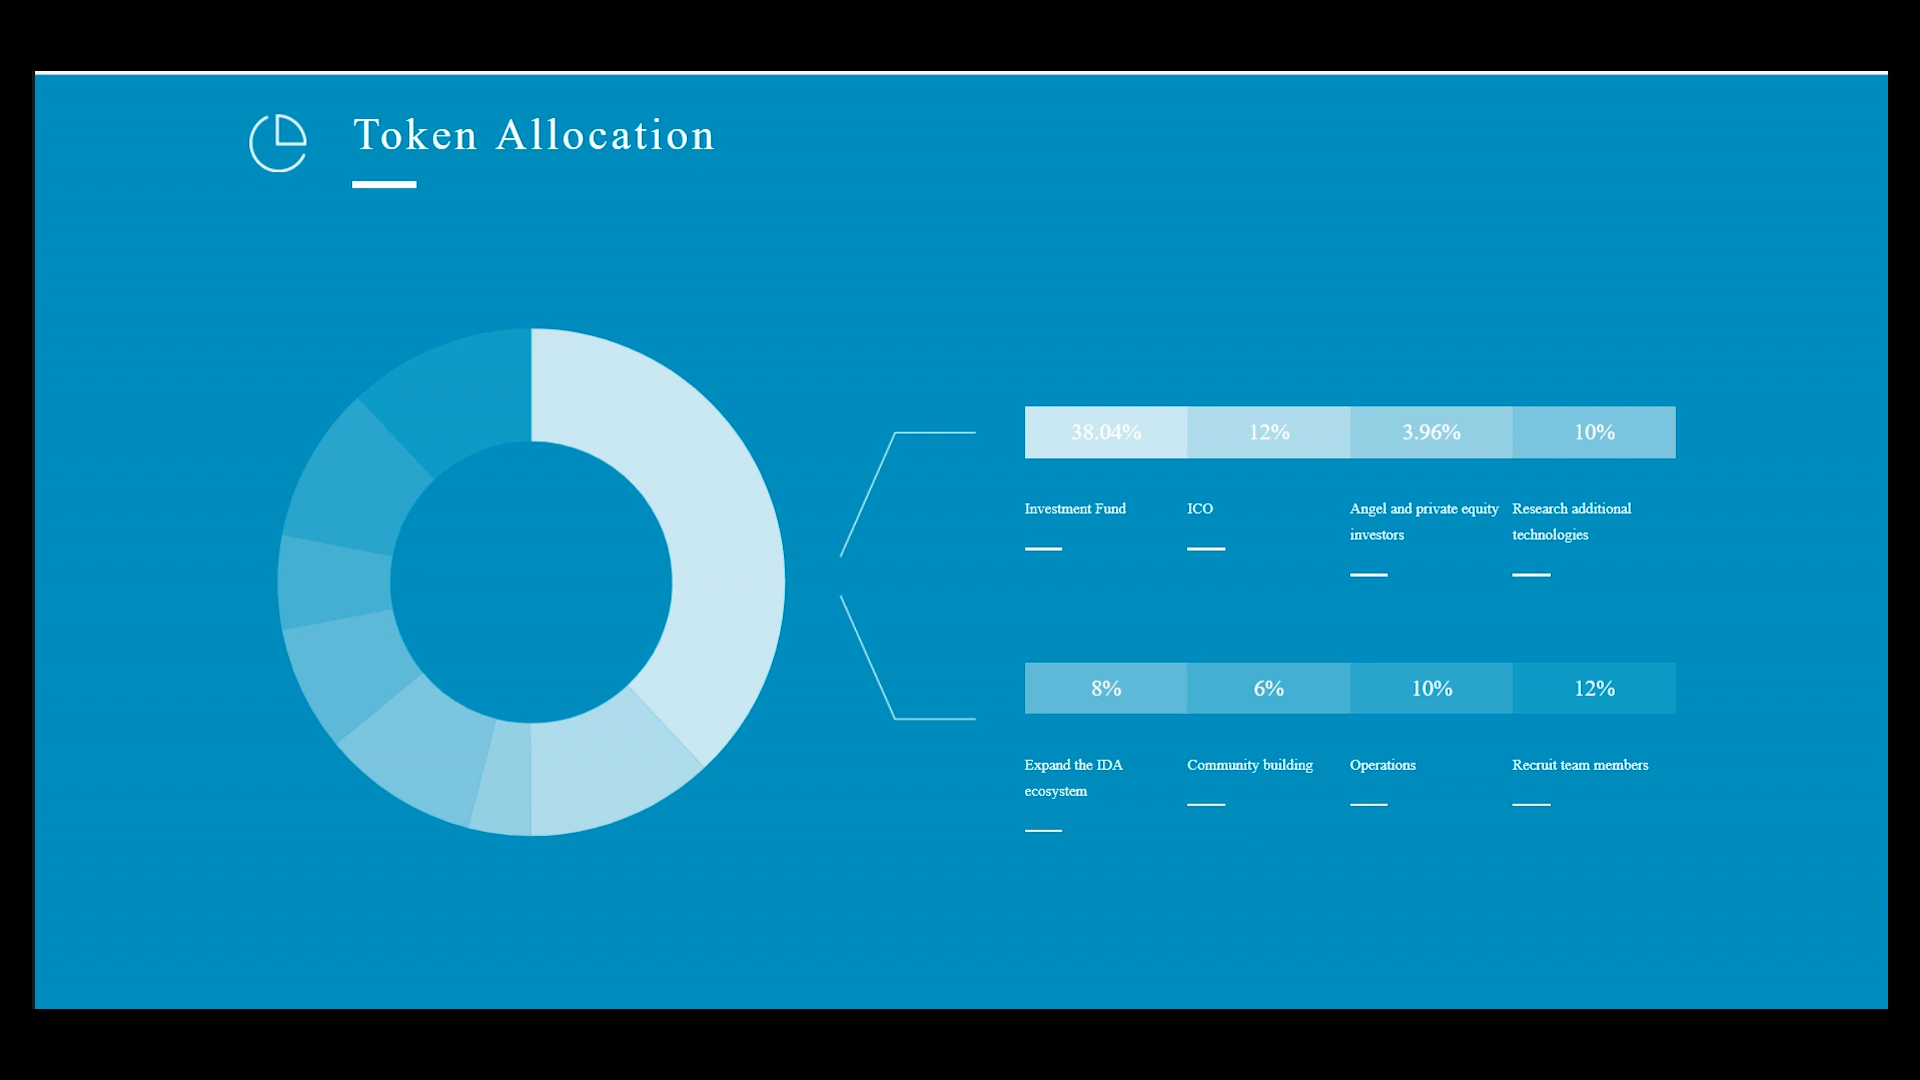 Token Allocation
38.04% 12% 3.96% 10%
Investment Fund
ICO
Angel and private equity
investors
Research additional
technologies
8% 6% 10% 12%
Expand the IDA
ecosystem
Community building
Operations
Recruit team members